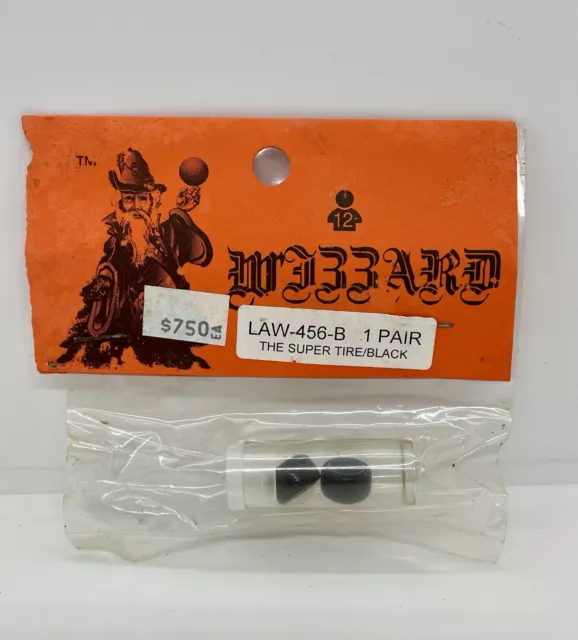 TM
12
WIZZARD
$750 EA
LAW-456-B 1 PAIR
THE SUPER TIRE/BLACK